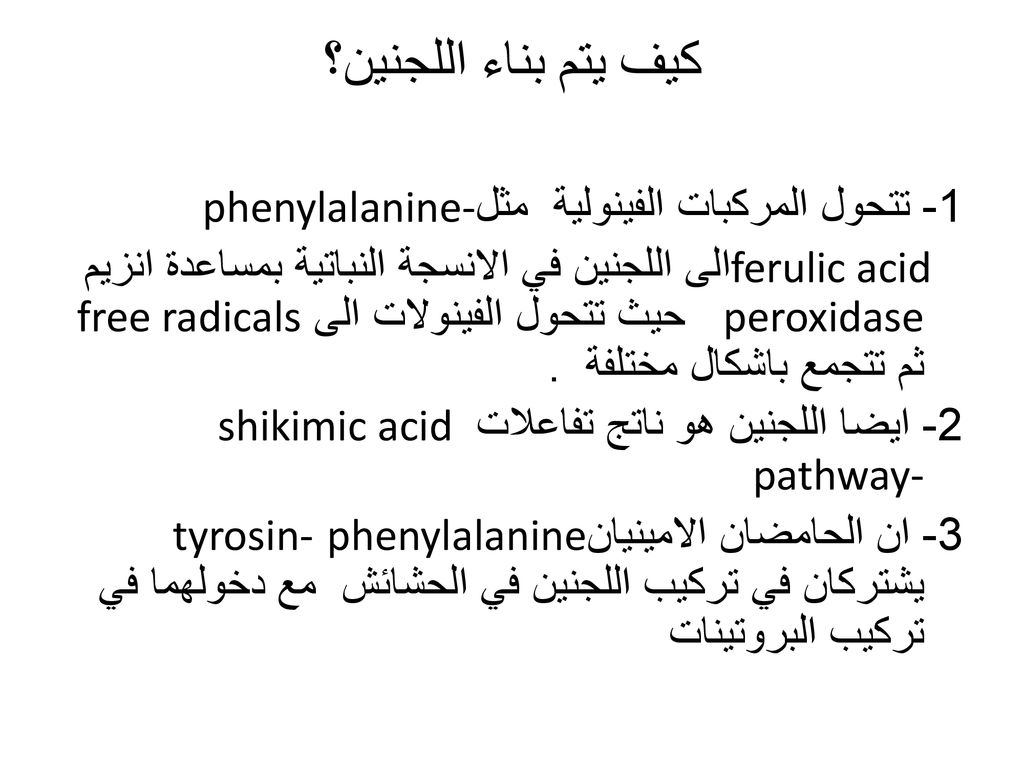 كيف يتم بناء اللجنين؟
1- تتحول المركبات الفينولية مثل-phenylalanine
ferulic acidالى اللجنين في الانسجة النباتية بمساعدة انزيم
peroxidase حيث تتحول الفينولات الى free radicals
ثم تتجمع باشكال مختلفة .
2- ايضا اللجنين هو ناتج تفاعلات shikimic acid
pathway-
3- ان الحامضان الامينيانtyrosin- phenylalanine
يشتركان في تركيب اللجنين في الحشائش مع دخولهما في
تركيب البروتينات